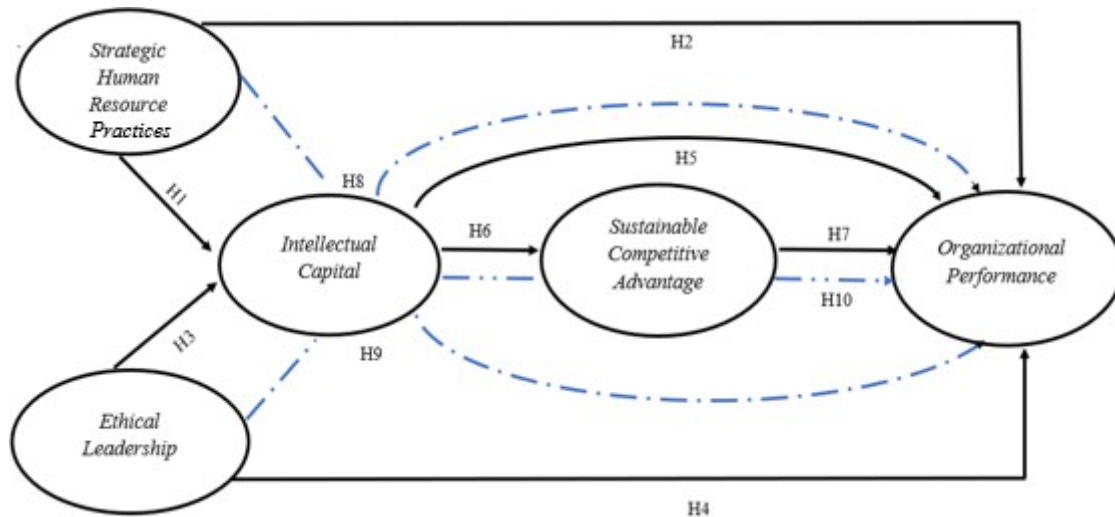 Strategic
Human
Resource
Practices
H2
H5
H1
H8
Intellectual
Capital
H6
Sustainable
Competitive
Advantage
H7
Organizational
Performance
H10
H3
H9
Ethical
Leadership
H4